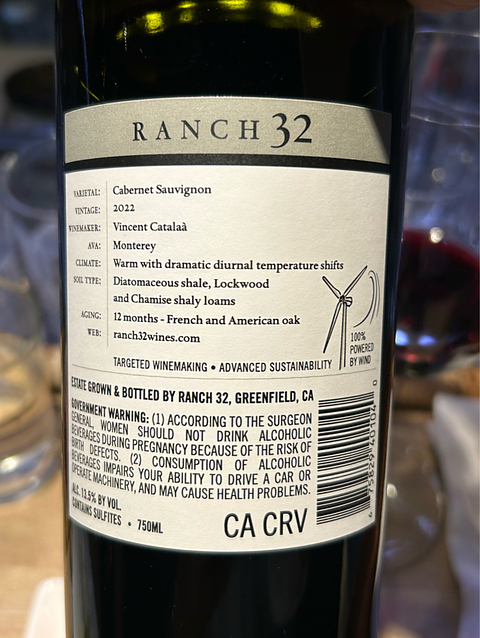 RANCH 32
VARIETAL: Cabernet Sauvignon
VINTAGE: 2022
WINEMAKER: Vincent Catalaà
AVA: Monterey
CLIMATE: Warm with dramatic diurnal temperature shifts
SOIL TYPE: Diatomaceous shale, Lockwood
and Chamise shaly loams
AGING: 12 months - French and American oak
WEB: ranch32wines.com
100%
POWERED
BY WIND
TARGETED WINEMAKING • ADVANCED SUSTAINABILITY
ESTATE GROWN & BOTTLED BY RANCH 32, GREENFIELD, CA
GOVERNMENT WARNING: (1) ACCORDING TO THE SURGEON
GENERAL, WOMEN SHOULD NOT DRINK ALCOHOLIC
BEVERAGES DURING PREGNANCY BECAUSE OF THE RISK OF
BIRTH DEFECTS. (2) CONSUMPTION OF ALCOHOLIC
BEVERAGES IMPAIRS YOUR ABILITY TO DRIVE A CAR OR
OPERATE MACHINERY, AND MAY CAUSE HEALTH PROBLEMS.
ALC. 13.5% BY VOL.
CONTAINS SULFITES • 750ML
CA CRV